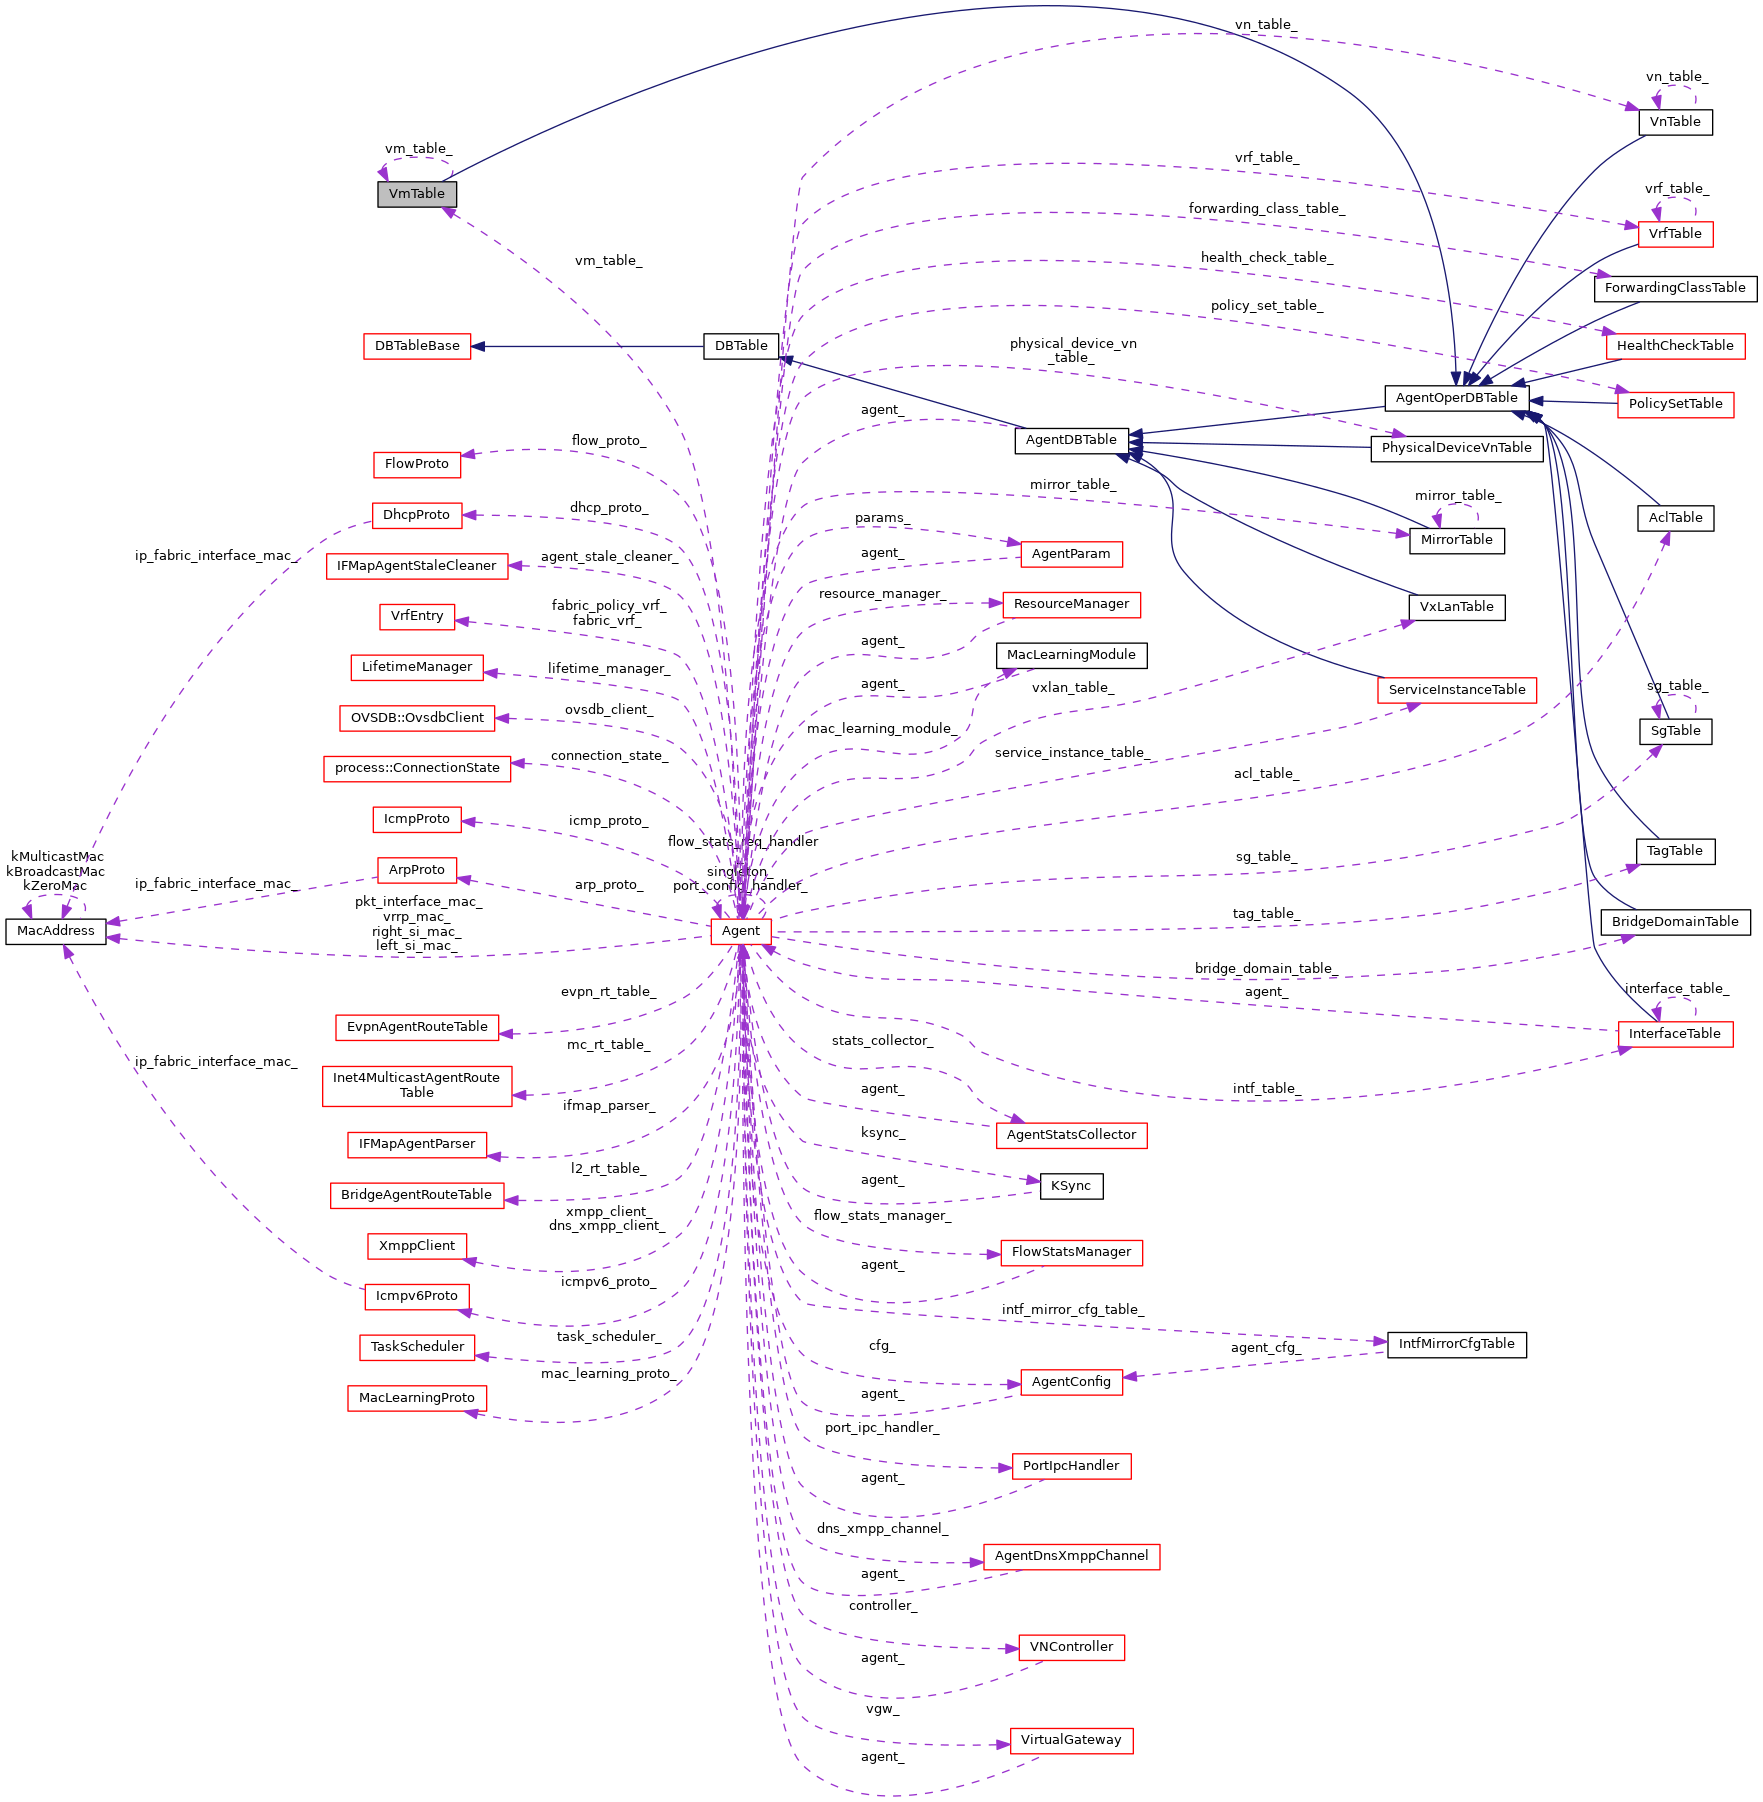 vn_table_
vn_table_
VnTable
vm_table_
vrf_table_
VmTable
vrf_table_
forwarding_class_table_
VrfTable
vm_table_
health_check_table_
ForwardingClassTable
policy_set_table_
DBTableBase
DBTable
physical_device_vn
_table_
HealthCheckTable
AgentOperDBTable
PolicySetTable
agent_
AgentDBTable
PhysicalDeviceVnTable
flow_proto_
FlowProto
mirror_table_
mirror_table_
dhcp_proto_
DhcpProto
params_
AclTable
MirrorTable
ip_fabric_interface_mac_
agent_stale_cleaner_
IFMapAgentStaleCleaner
agent_
AgentParam
resource_manager_
ResourceManager
fabric_policy_vrf_
fabric_vrf_
VrfEntry
VxLanTable
agent_
MacLearningModule
lifetime_manager_
LifetimeManager
agent_
vxlan_table_
ServiceInstanceTable
sg_table_
ovsdb_client_
OVSDB::OvsdbClient
mac_learning_module_
SgTable
connection_state_
process::ConnectionState
service_instance_table_
acl_table_
icmp_proto_
IcmpProto
flow_stats_req_handler
singleton_
port_config_handler_
TagTable
kMulticastMac
kBroadcastMac
kZeroMac
sg_table_
ArpProto
ip_fabric_interface_mac_
arp_proto_
pkt_interface_mac_
vrrp_mac_
right_si_mac_
left_si_mac_
MacAddress
Agent
tag_table_
BridgeDomainTable
bridge_domain_table_
evpn_rt_table_
agent_
interface_table_
EvpnAgentRouteTable
InterfaceTable
mc_rt_table_
stats_collector_
ip_fabric_interface_mac_
Inet4MulticastAgentRoute
Table
agent_
intf_table_
ifmap_parser_
ksync_
AgentStatsCollector
IFMapAgentParser
l2_rt_table_
agent_
KSync
BridgeAgentRouteTable
xmpp_client_
dns_xmpp_client_
flow_stats_manager_
XmppClient
FlowStatsManager
agent_
icmpv6_proto_
Icmpv6Proto
intf_mirror_cfg_table_
task_scheduler_
TaskScheduler
cfg_
agent_cfg_
IntfMirrorCfgTable
mac_learning_proto_
AgentConfig
MacLearningProto
agent_
port_ipc_handler_
PortIpcHandler
agent_
dns_xmpp_channel_
AgentDnsXmppChannel
agent_
controller_
VNController
agent_
vgw_
VirtualGateway
agent_